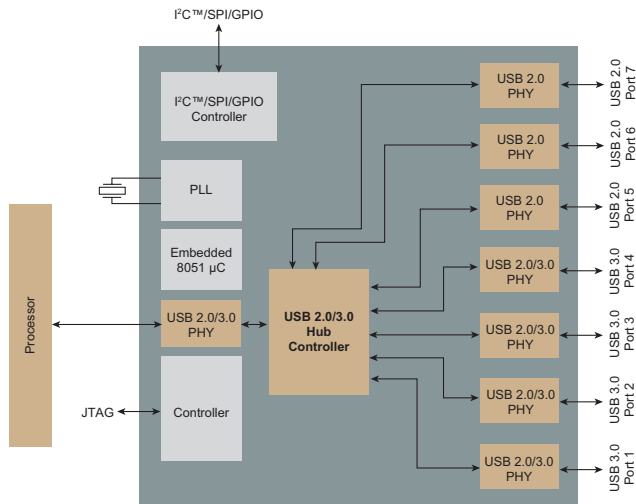 I²C™/SPI/GPIO
I²C™/SPI/GPIO
Controller
PLL
Embedded
8051 µC
USB 2.0/3.0
PHY
Controller
JTAG
Processor
USB 2.0/3.0
Hub
Controller
USB 2.0
PHY
USB 2.0
PHY
USB 2.0
PHY
USB 2.0/3.0
PHY
USB 2.0/3.0
PHY
USB 2.0/3.0
PHY
USB 2.0/3.0
PHY
USB 2.0
Port 7
USB 2.0
Port 6
USB 2.0
Port 5
USB 3.0
Port 4
USB 3.0
Port 3
USB 3.0
Port 2
USB 3.0
Port 1